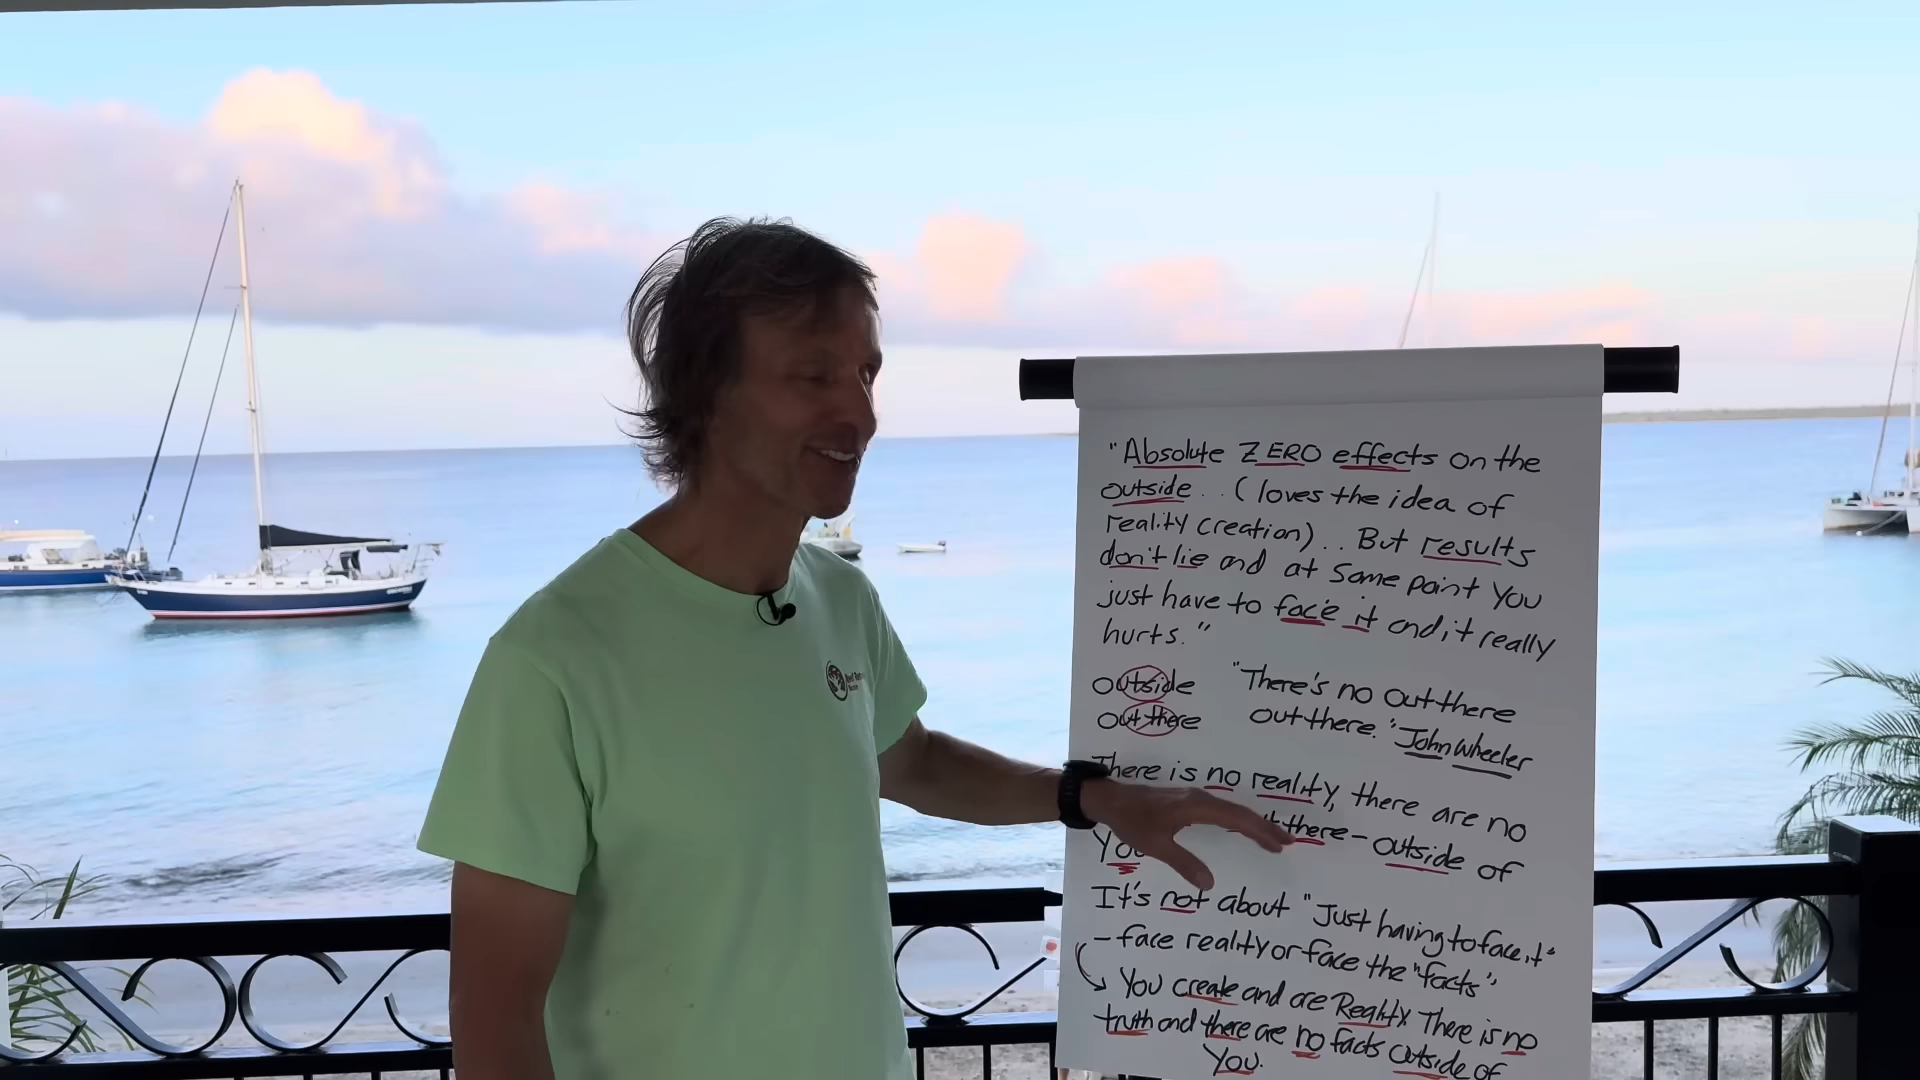 "Absolute ZERO effects on the
outside . . ( loves the idea of
reality creation) . . But results
don't lie and at some point you
just have to face it and it really
hurts."
outside
out there
"There's no out there
out there." John Wheeler
There is no reality, there are no
there - outside of
You
It's not about "Just having to face it"
- face reality or face the "facts",
You create and are Reality. There is no
truth and there are no facts outside of
You.